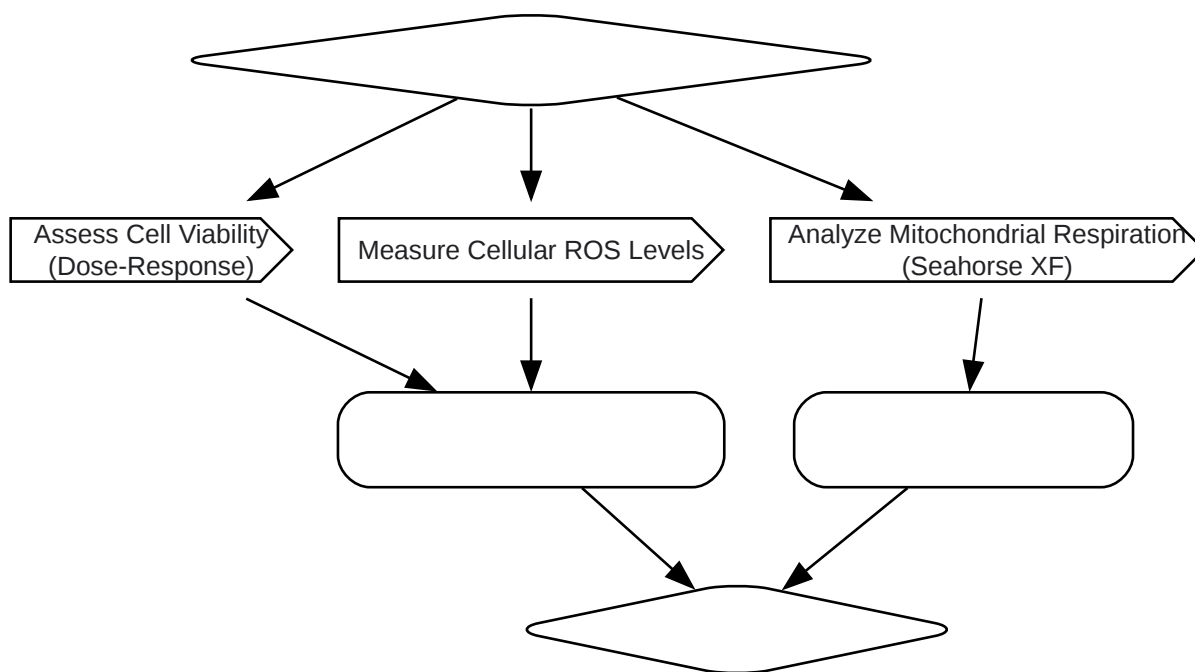 Assess Cell Viability
(Dose-Response)
Measure Cellular ROS Levels
Analyze Mitochondrial Respiration
(Seahorse XF)